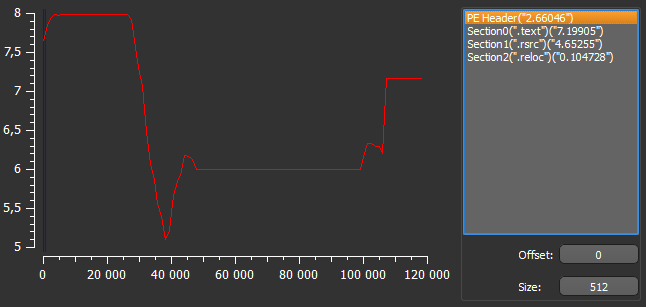 8
7,5
7
6,5
6
5,5
5
0 20 000 40 000 60 000 80 000 100 000 120 000
PE Header("2.66046")
Section0(".text")("7.19905")
Section1(".rsrc")("4.65255")
Section2(".reloc")("0.104728")
Offset: 0
Size: 512